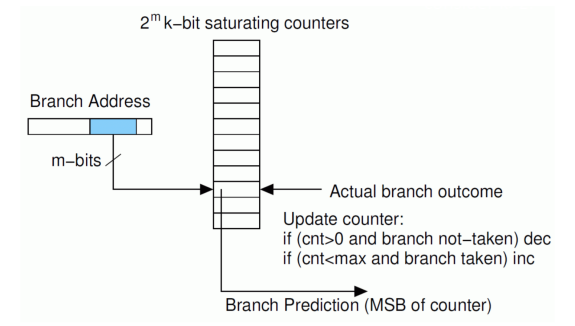 2^m k−bit saturating counters
Branch Address
m−bits
Actual branch outcome
Update counter:
if (cnt>0 and branch not−taken) dec
if (cnt<max and branch taken) inc
Branch Prediction (MSB of counter)